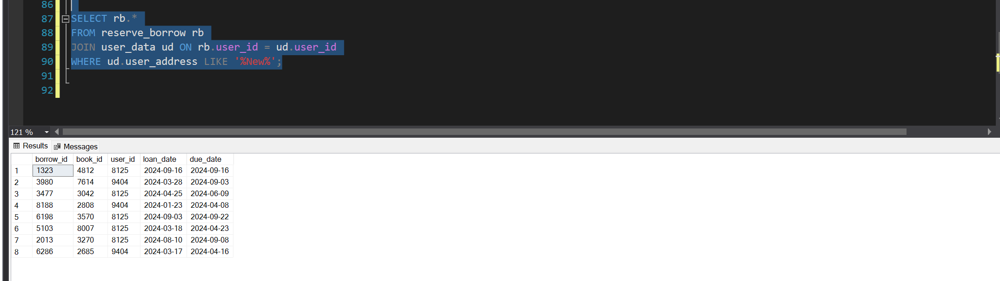 86
87 SELECT rb.*
88 FROM reserve_borrow rb
89 JOIN user_data ud ON rb.user_id = ud.user_id
90 WHERE ud.user_address LIKE '%New%';
91
92
121 %
Results Messages
borrow_id book_id user_id loan_date due_date
1 1323 4812 8125 2024-09-16 2024-09-16
2 3980 7614 9404 2024-03-28 2024-09-03
3 3477 3042 8125 2024-04-25 2024-06-09
4 8188 2808 9404 2024-01-23 2024-04-08
5 6198 3570 8125 2024-09-03 2024-09-22
6 5103 8007 8125 2024-03-18 2024-04-23
7 2013 3270 8125 2024-08-10 2024-09-08
8 6286 2685 9404 2024-03-17 2024-04-16